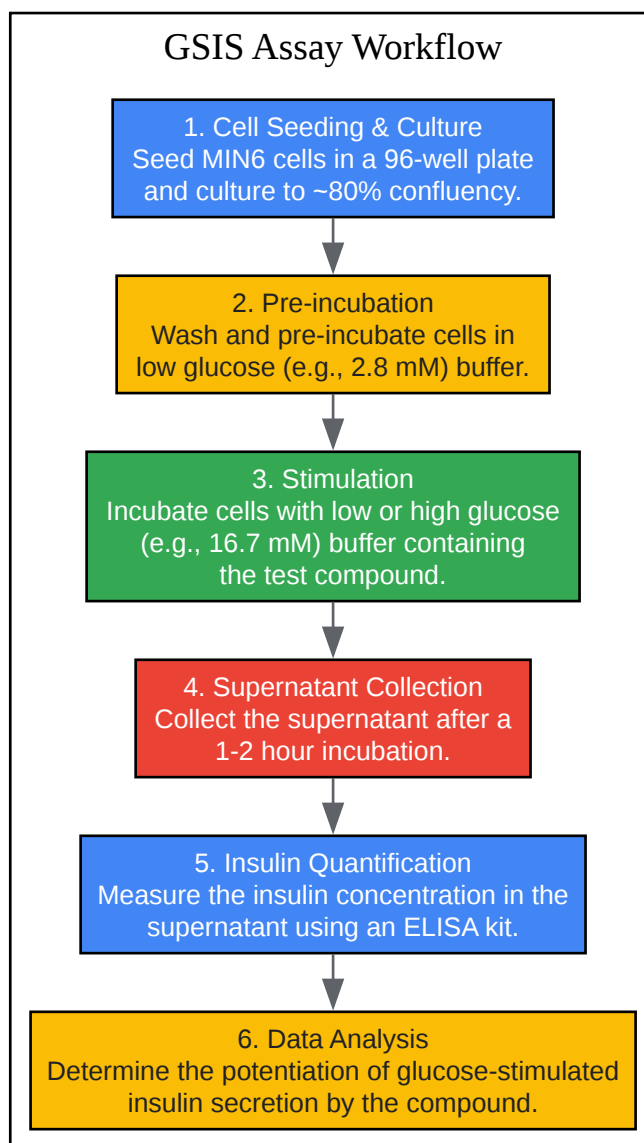 GSIS Assay Workflow
1. Cell Seeding & Culture
Seed MIN6 cells in a 96-well plate
and culture to ~80% confluency.
2. Pre-incubation
Wash and pre-incubate cells in
low glucose (e.g., 2.8 mM) buffer.
3. Stimulation
Incubate cells with low or high glucose
(e.g., 16.7 mM) buffer containing
the test compound.
4. Supernatant Collection
Collect the supernatant after a
1-2 hour incubation.
5. Insulin Quantification
Measure the insulin concentration in the
supernatant using an ELISA kit.
6. Data Analysis
Determine the potentiation of glucose-stimulated
insulin secretion by the compound.